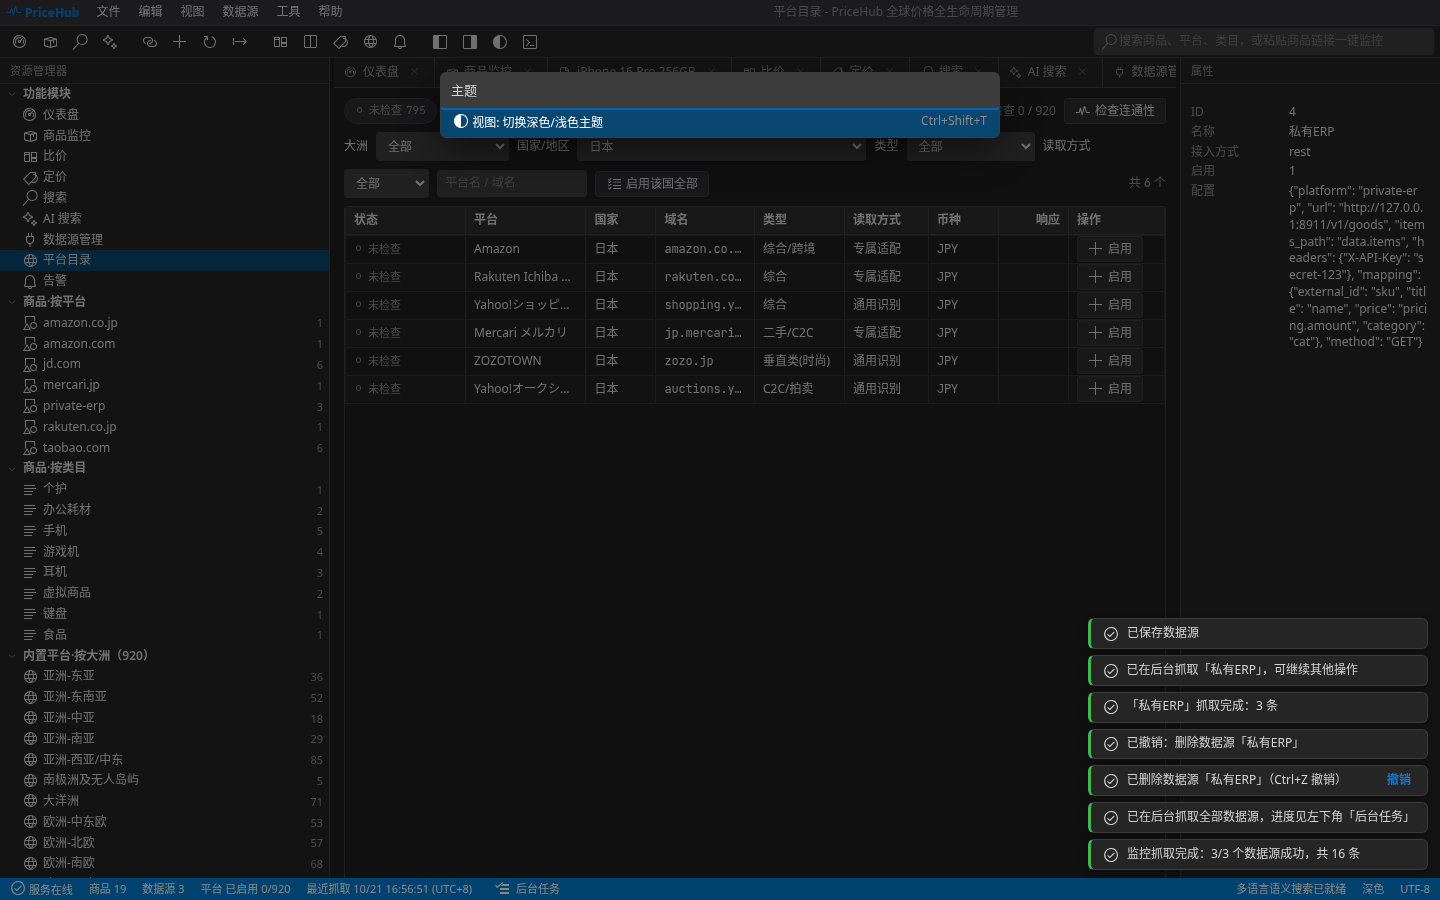 PriceHub 文件 编辑 视图 数据源 工具 帮助 平台目录 - PriceHub 全球价格全生命周期管理
搜索商品、平台、类目，或粘贴商品链接一键监控
资源管理器
功能模块
仪表盘
商品监控
比价
定价
搜索
AI 搜索
数据源管理
平台目录
告警
商品·按平台
amazon.co.jp 1
amazon.com 1
jd.com 6
mercari.jp 1
private-erp 3
rakuten.co.jp 1
taobao.com 6
商品·按类目
个护 1
办公耗材 2
手机 5
游戏机 4
耳机 3
虚拟商品 2
键盘 1
食品 1
内置平台·按大洲（920）
亚洲-东亚 36
亚洲-东南亚 52
亚洲-中亚 18
亚洲-南亚 29
亚洲-西亚/中东 85
南极洲及无人岛屿 5
大洋洲 71
欧洲-中东欧 53
欧洲-北欧 57
欧洲-南欧 68
仪表盘 商品监控 iPhone 16 Pro 256GB 比价 定价 搜索 AI 搜索 数据源管
主题
视图: 切换深色/浅色主题 Ctrl+Shift+T
未检查 795 查 0 / 920 检查连通性
大洲 全部 国家/地区 日本 类型 全部 读取方式
全部 平台名 / 域名 启用该国全部 共 6 个
状态 平台 国家 域名 类型 读取方式 币种 响应 操作
未检查 Amazon 日本 amazon.co.… 综合/跨境 专属适配 JPY 启用
未检查 Rakuten Ichiba … 日本 rakuten.co… 综合 专属适配 JPY 启用
未检查 Yahoo!ショッピ… 日本 shopping.y… 综合 通用识别 JPY 启用
未检查 Mercari メルカリ 日本 jp.mercari… 二手/C2C 专属适配 JPY 启用
未检查 ZOZOTOWN 日本 zozo.jp 垂直类(时尚) 通用识别 JPY 启用
未检查 Yahoo!オークシ… 日本 auctions.y… C2C/拍卖 通用识别 JPY 启用
属性
ID 4
名称 私有ERP
接入方式 rest
启用 1
配置 {"platform": "private-er
p", "url": "http://127.0.0.
1:8911/v1/goods", "item
s_path": "data.items", "h
eaders": {"X-API-Key": "s
ecret-123"}, "mapping":
{"external_id": "sku", "titl
e": "name", "price": "prici
ng.amount", "category":
"cat"}, "method": "GET"}
已保存数据源
已在后台抓取「私有ERP」，可继续其他操作
「私有ERP」抓取完成：3 条
已撤销：删除数据源「私有ERP」
已删除数据源「私有ERP」（Ctrl+Z 撤销） 撤销
已在后台抓取全部数据源，进度见左下角「后台任务」
监控抓取完成：3/3 个数据源成功，共 16 条
服务在线 商品 19 数据源 3 平台 已启用 0/920 最近抓取 10/21 16:56:51 (UTC+8) 后台任务 多语言语义搜索已就绪 深色 UTF-8